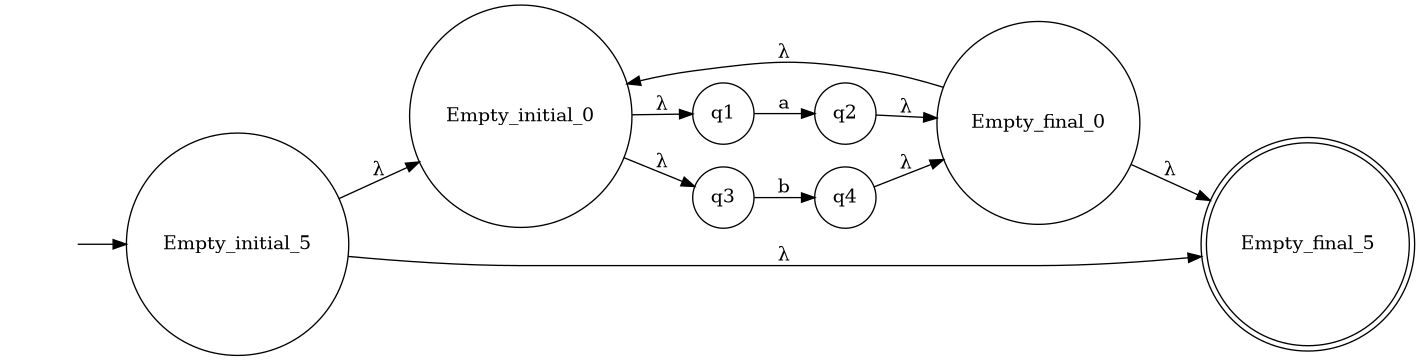 λ
Empty_initial_0
λ
q1
a
q2
λ
Empty_final_0
λ
λ
q3
b
q4
λ
λ
Empty_initial_5
λ
Empty_final_5